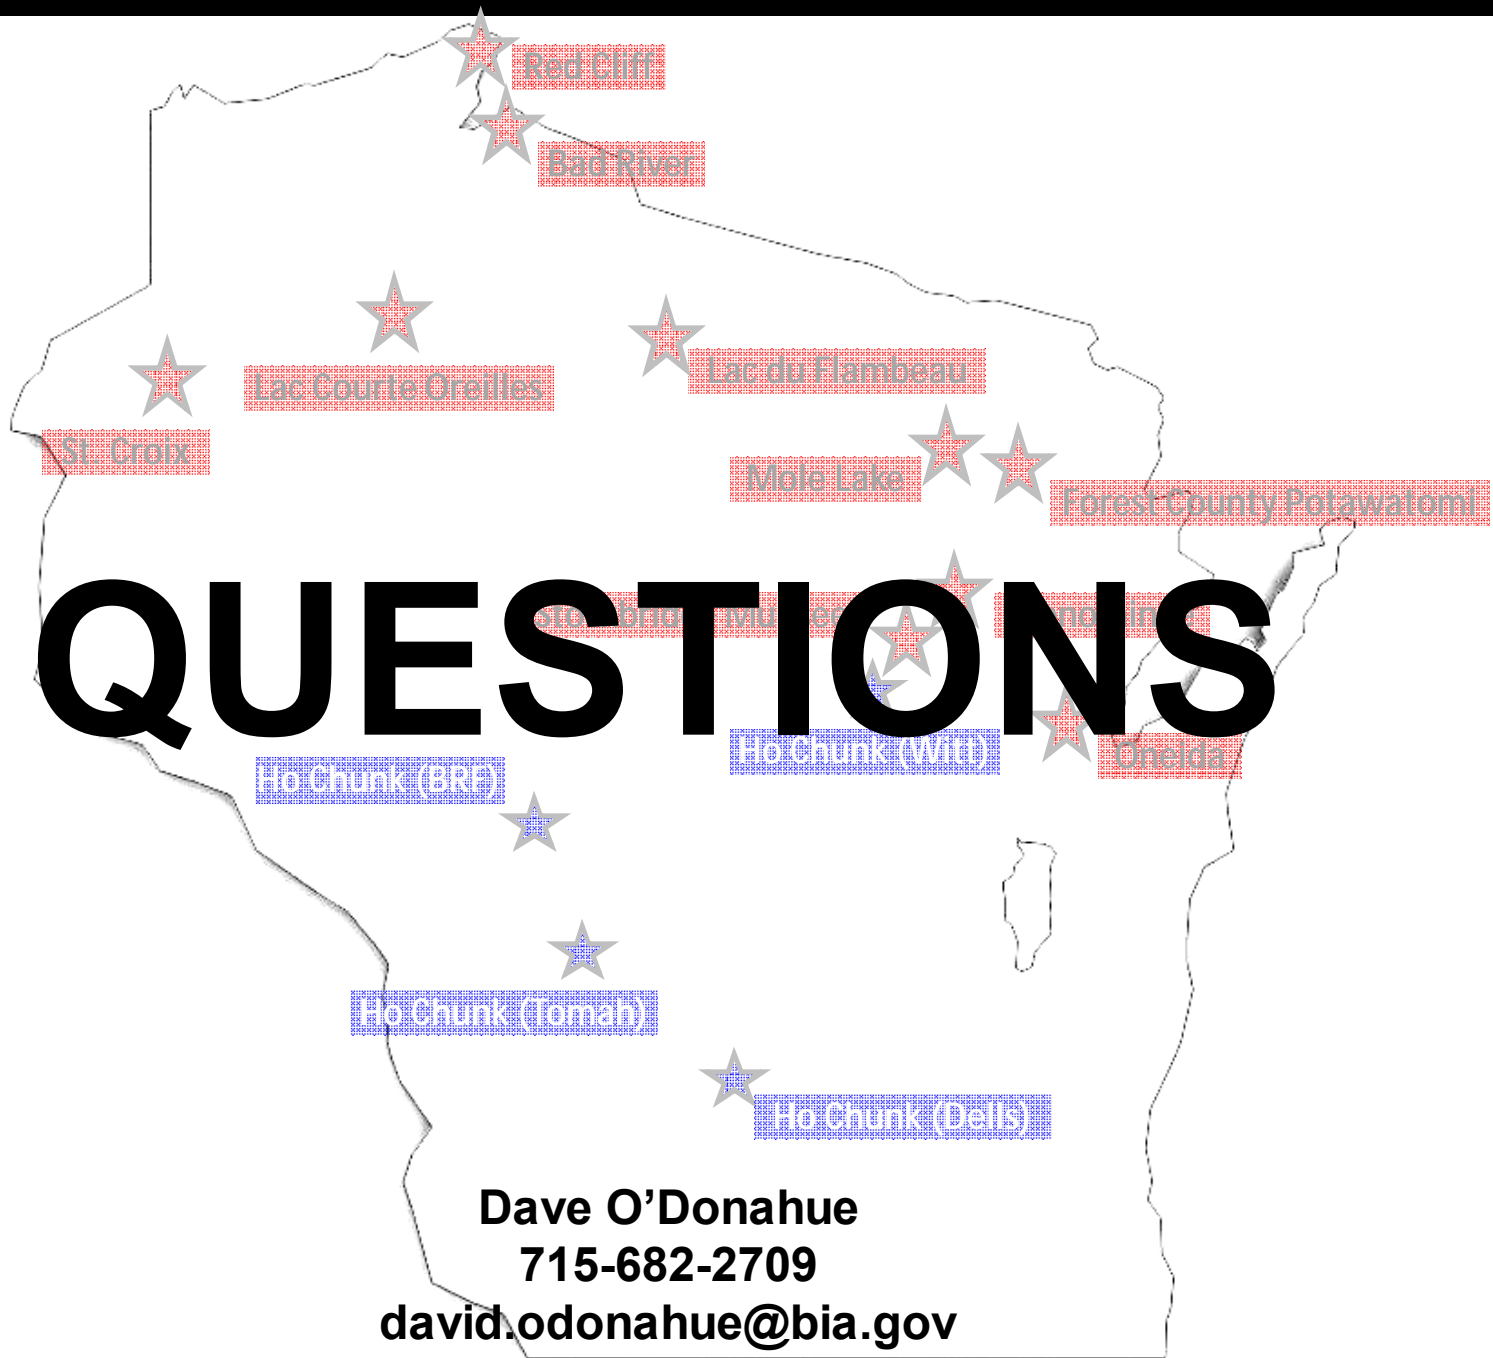 Red Cliff
Bad River
Lac Courte Oreilles
Lac du Flambeau
St. Croix
Mole Lake
Forest County Potawatomi
QUESTIONS
Oneida
Ho Chunk (BRF)
Ho Chunk (Witt)
Ho Chunk (Tomah)
Ho Chunk (Dells)
Dave O’Donahue
715-682-2709
david.odonahue@bia.gov